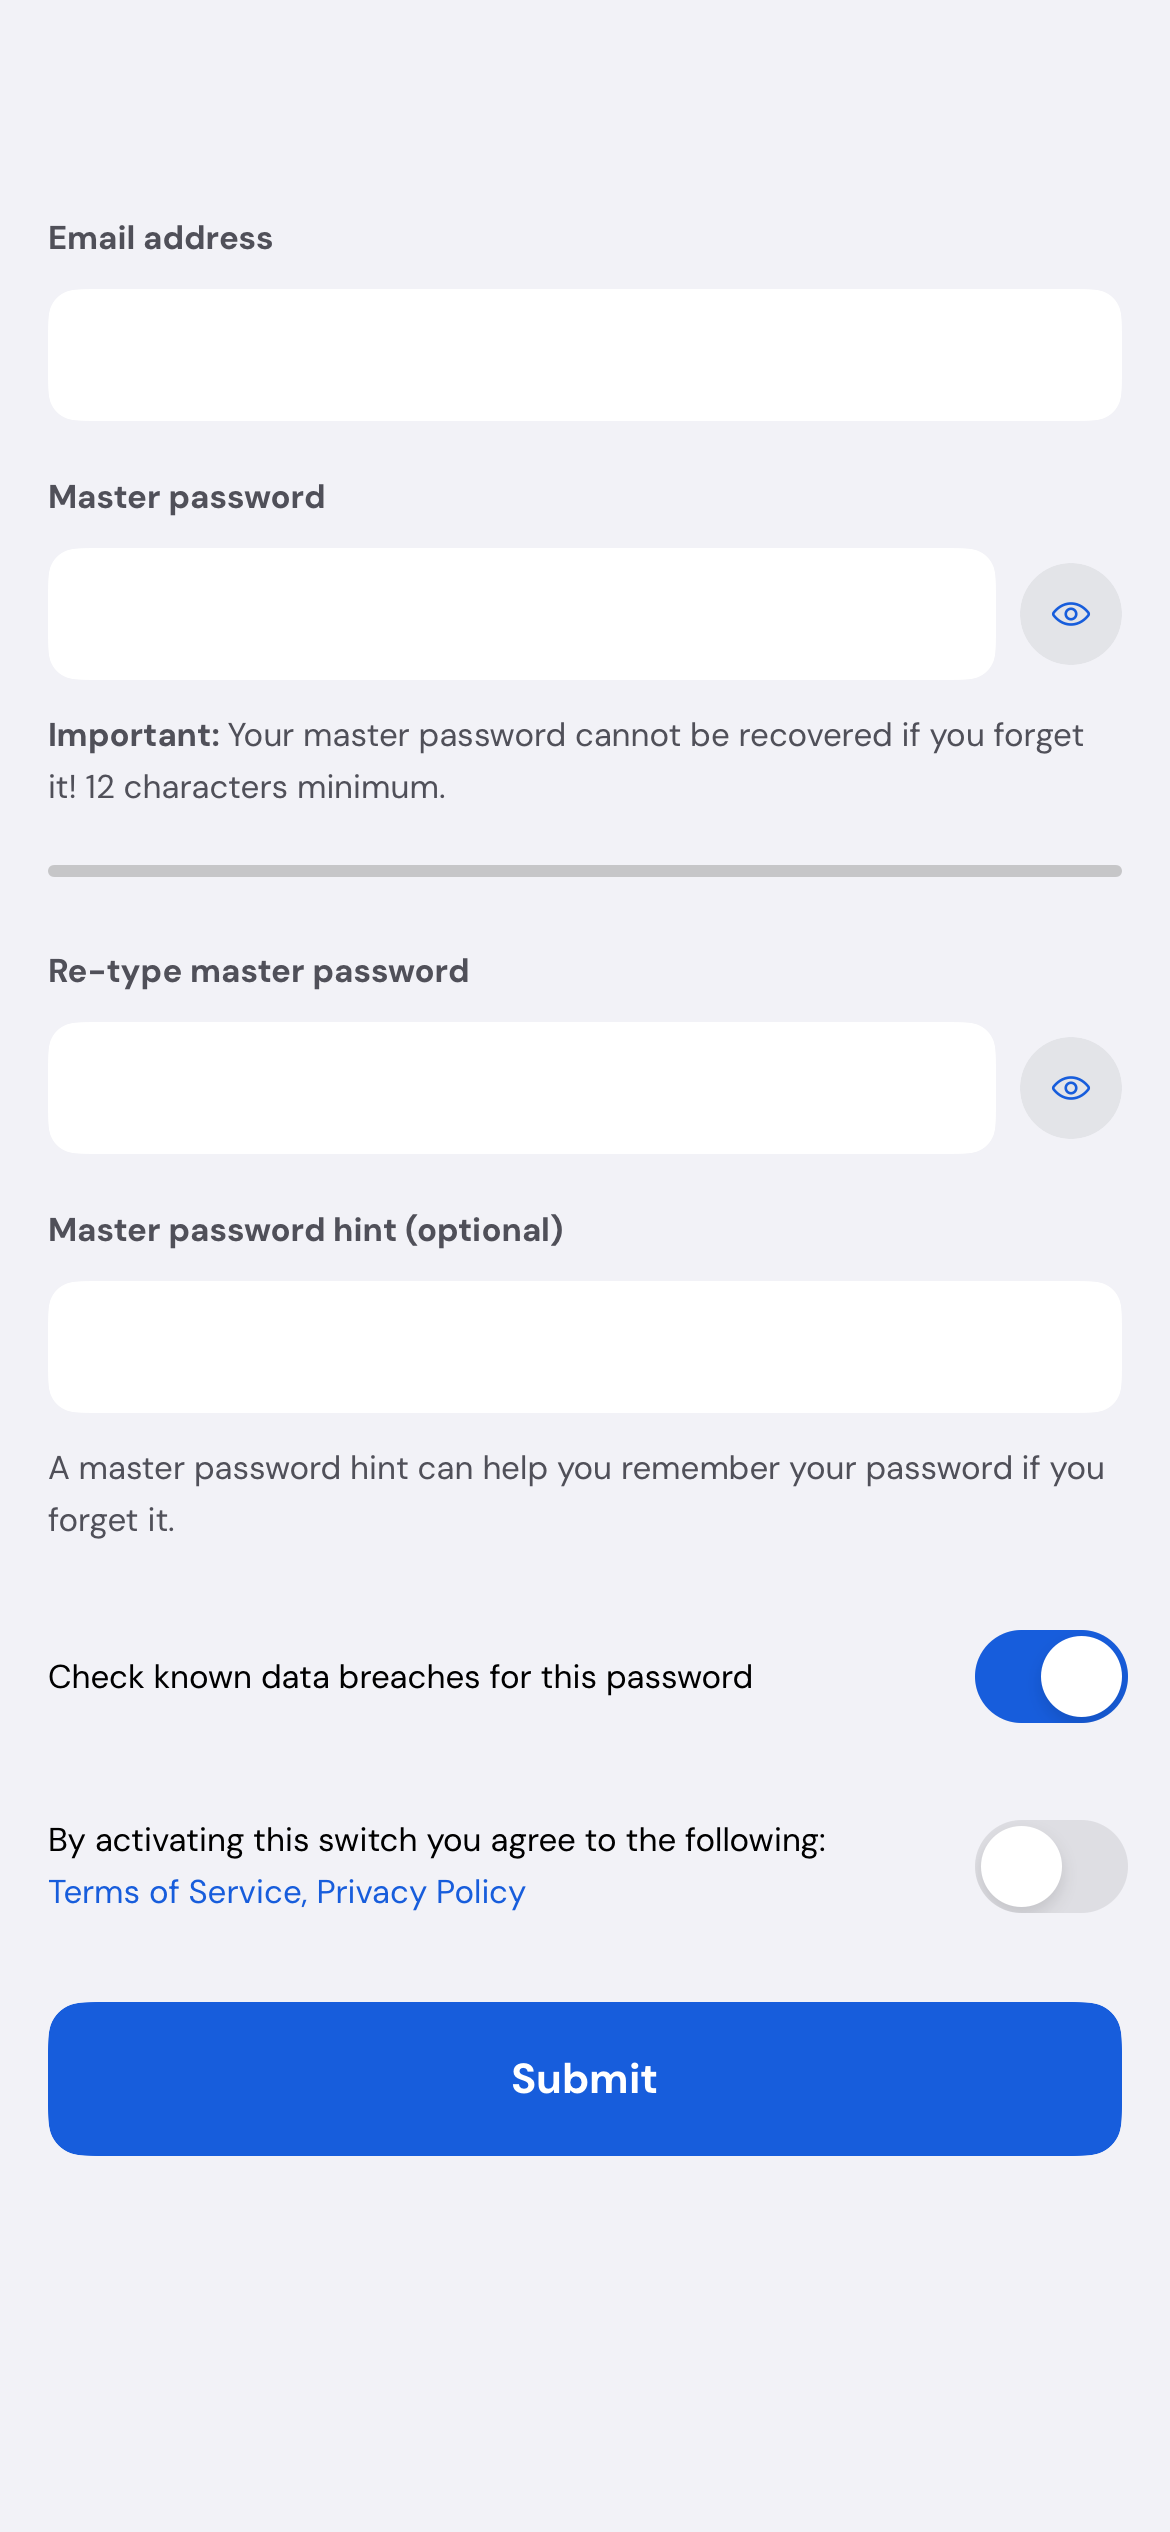 Email address
Master password
Important: Your master password cannot be recovered if you forget
it! 12 characters minimum.
Re-type master password
Master password hint (optional)
A master password hint can help you remember your password if you
forget it.
Check known data breaches for this password
By activating this switch you agree to the following:
Terms of Service, Privacy Policy
Submit